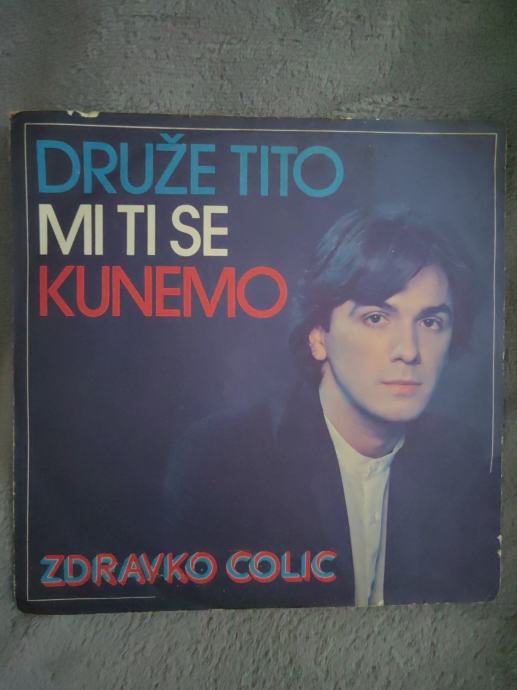 DRUŽE TITO
MI TI SE
KUNEMO
ZDRAVKO COLIC